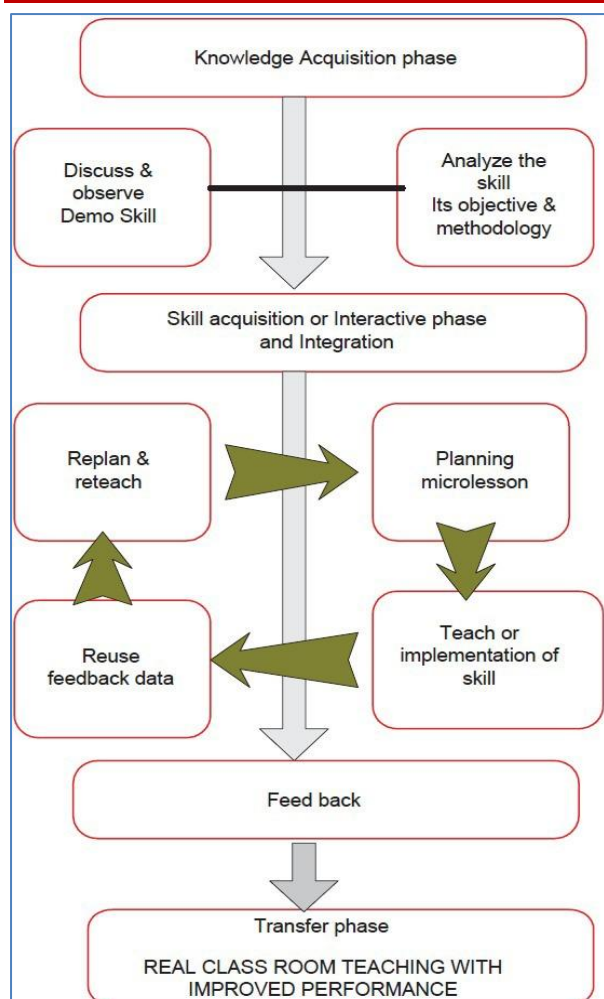 Knowledge Acquisition phase
Discuss &
observe
Demo Skill
Analyze the
skill
Its objective &
methodology
Skill acquisition or Interactive phase
and Integration
Replan &
reteach
Planning
microlesson
Reuse
feedback data
Teach or
implementation of
skill
Feed back
Transfer phase
REAL CLASS ROOM TEACHING WITH
IMPROVED PERFORMANCE